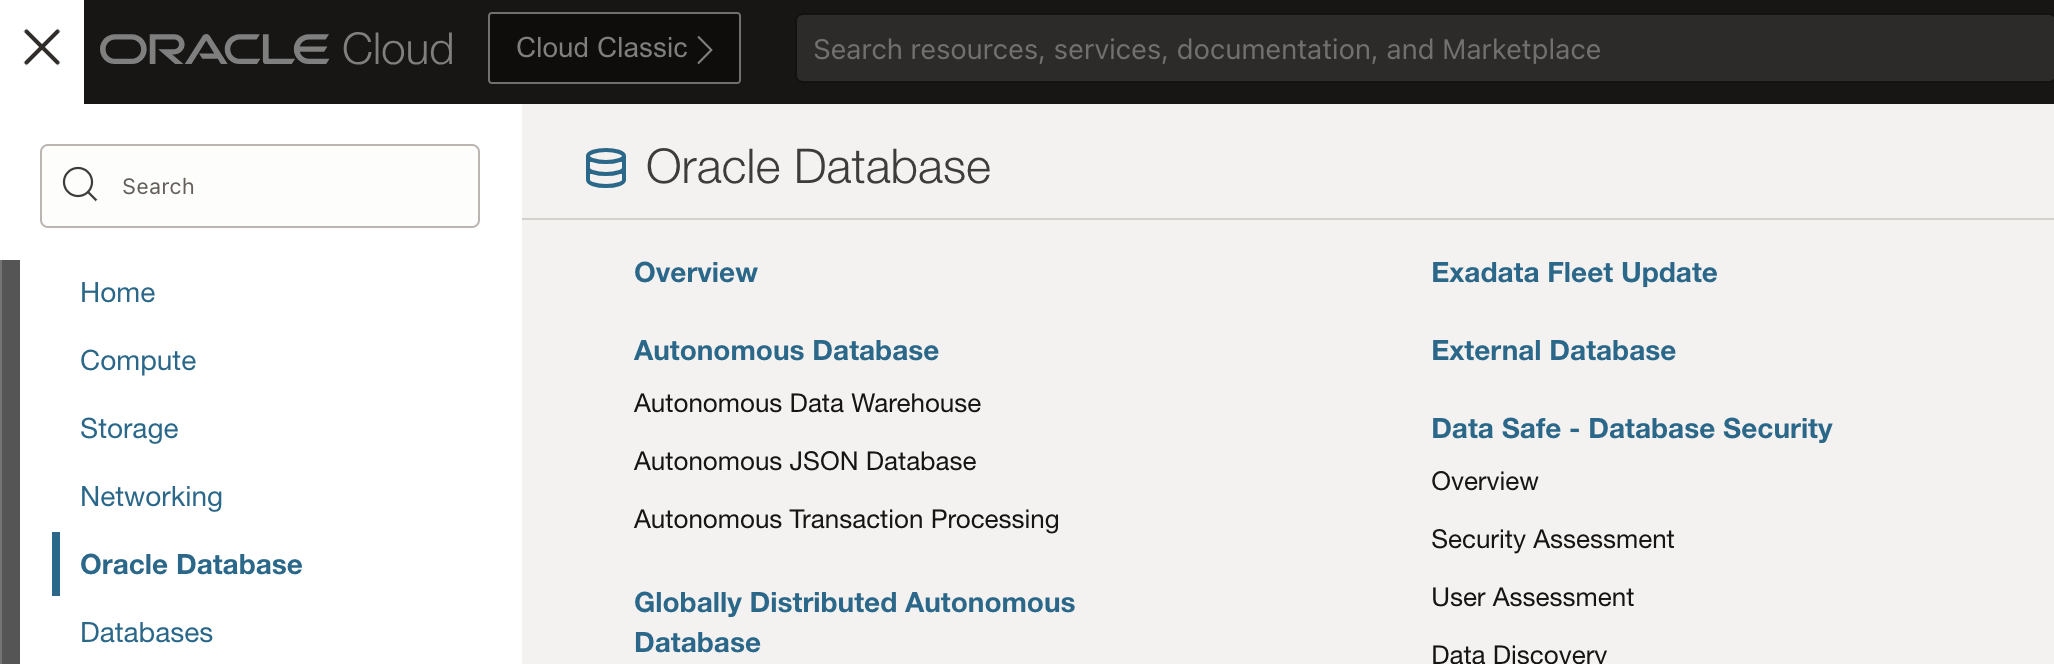 ORACLE Cloud
Cloud Classic
Search resources, services, documentation, and Marketplace
Search
Home
Compute
Storage
Networking
Oracle Database
Databases
Oracle Database
Overview
Autonomous Database
Autonomous Data Warehouse
Autonomous JSON Database
Autonomous Transaction Processing
Globally Distributed Autonomous
Database
Exadata Fleet Update
External Database
Data Safe - Database Security
Overview
Security Assessment
User Assessment
Data Discovery